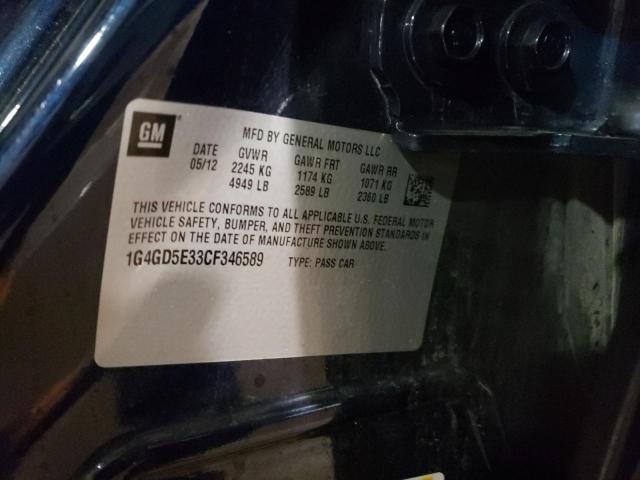 GM
MFD BY GENERAL MOTORS LLC
DATE GVWR GAWR FRT GAWR RR
05/12 2245 KG 1174 KG 1071 KG
4949 LB 2589 LB 2360 LB
THIS VEHICLE CONFORMS TO ALL APPLICABLE U.S. FEDERAL MOTOR
VEHICLE SAFETY, BUMPER, AND THEFT PREVENTION STANDARDS IN
EFFECT ON THE DATE OF MANUFACTURE SHOWN ABOVE.
1G4GD5E33CF346589 TYPE: PASS CAR